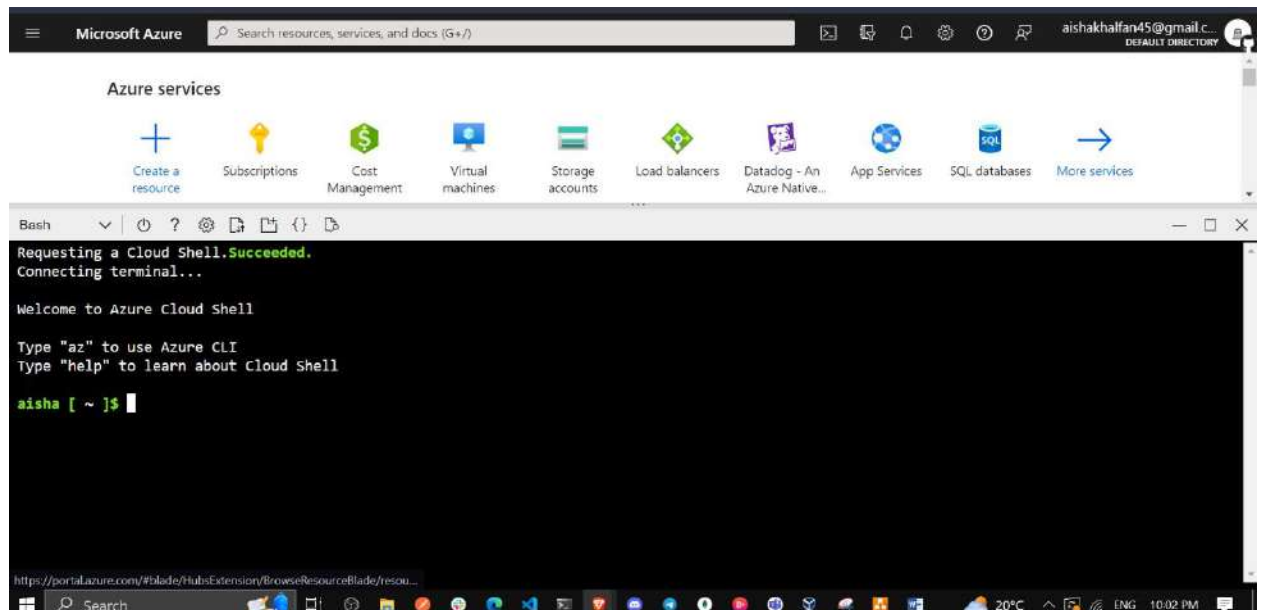 Microsoft Azure
Search resources, services, and docs (G+/)
aishakhalfan45@gmail.c...
DEFAULT DIRECTORY
Azure services
Create a resource
Subscriptions
Cost Management
Virtual machines
Storage accounts
Load balancers
Datadog - An Azure Native...
App Services
SQL databases
More services
Bash
Requesting a Cloud Shell.Succeeded.
Connecting terminal...
Welcome to Azure Cloud Shell
Type "az" to use Azure CLI
Type "help" to learn about Cloud Shell
aisha [ ~ ]$
https://portal.azure.com/#blade/HubsExtension/BrowseResourceBlade/resou...
Search
20°C
ENG
10:02 PM